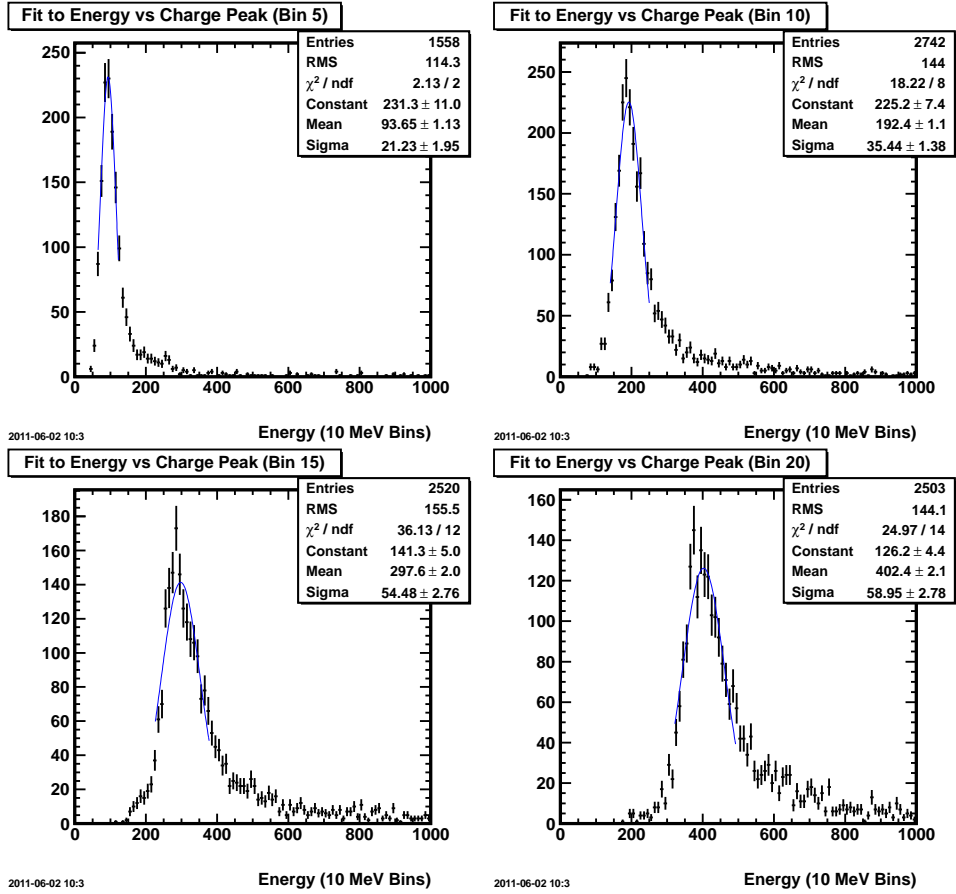 Fit to Energy vs Charge Peak (Bin 5)
Entries 1558
RMS 114.3
χ² / ndf 2.13 / 2
Constant 231.3 ± 11.0
Mean 93.65 ± 1.13
Sigma 21.23 ± 1.95
250
200
150
100
50
0
0 200 400 600 800 1000
Energy (10 MeV Bins)
2011-06-02 10:3
Fit to Energy vs Charge Peak (Bin 10)
Entries 2742
RMS 144
χ² / ndf 18.22 / 8
Constant 225.2 ± 7.4
Mean 192.4 ± 1.1
Sigma 35.44 ± 1.38
250
200
150
100
50
0
0 200 400 600 800 1000
Energy (10 MeV Bins)
2011-06-02 10:3
Fit to Energy vs Charge Peak (Bin 15)
Entries 2520
RMS 155.5
χ² / ndf 36.13 / 12
Constant 141.3 ± 5.0
Mean 297.6 ± 2.0
Sigma 54.48 ± 2.76
180
160
140
120
100
80
60
40
20
0
0 200 400 600 800 1000
Energy (10 MeV Bins)
2011-06-02 10:3
Fit to Energy vs Charge Peak (Bin 20)
Entries 2503
RMS 144.1
χ² / ndf 24.97 / 14
Constant 126.2 ± 4.4
Mean 402.4 ± 2.1
Sigma 58.95 ± 2.78
160
140
120
100
80
60
40
20
0
0 200 400 600 800 1000
Energy (10 MeV Bins)
2011-06-02 10:3